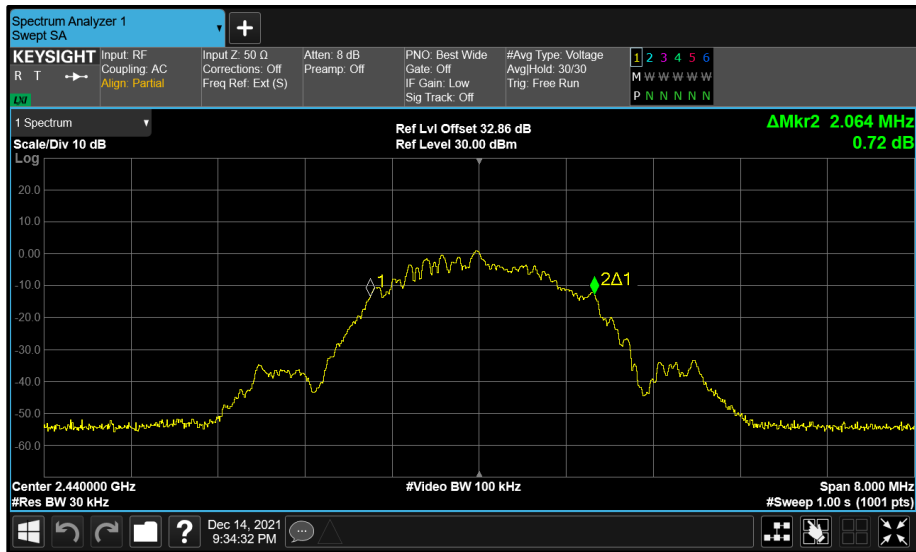 Spectrum Analyzer 1
Swept SA
+
KEYSIGHT
R T
LXI
Input: RF
Coupling: AC
Align: Partial
Input Z: 50 Ω
Corrections: Off
Freq Ref: Ext (S)
Atten: 8 dB
Preamp: Off
PNO: Best Wide
Gate: Off
IF Gain: Low
Sig Track: Off
#Avg Type: Voltage
Avg|Hold: 30/30
Trig: Free Run
1 2 3 4 5 6
M W W W W W
P N N N N N
1 Spectrum
Scale/Div 10 dB
Log
Ref Lvl Offset 32.86 dB
Ref Level 30.00 dBm
ΔMkr2 2.064 MHz
0.72 dB
20.0
10.0
0.00
-10.0
-20.0
-30.0
-40.0
-50.0
-60.0
1
2Δ1
Center 2.440000 GHz
#Res BW 30 kHz
#Video BW 100 kHz
Span 8.000 MHz
#Sweep 1.00 s (1001 pts)
?
Dec 14, 2021
9:34:32 PM